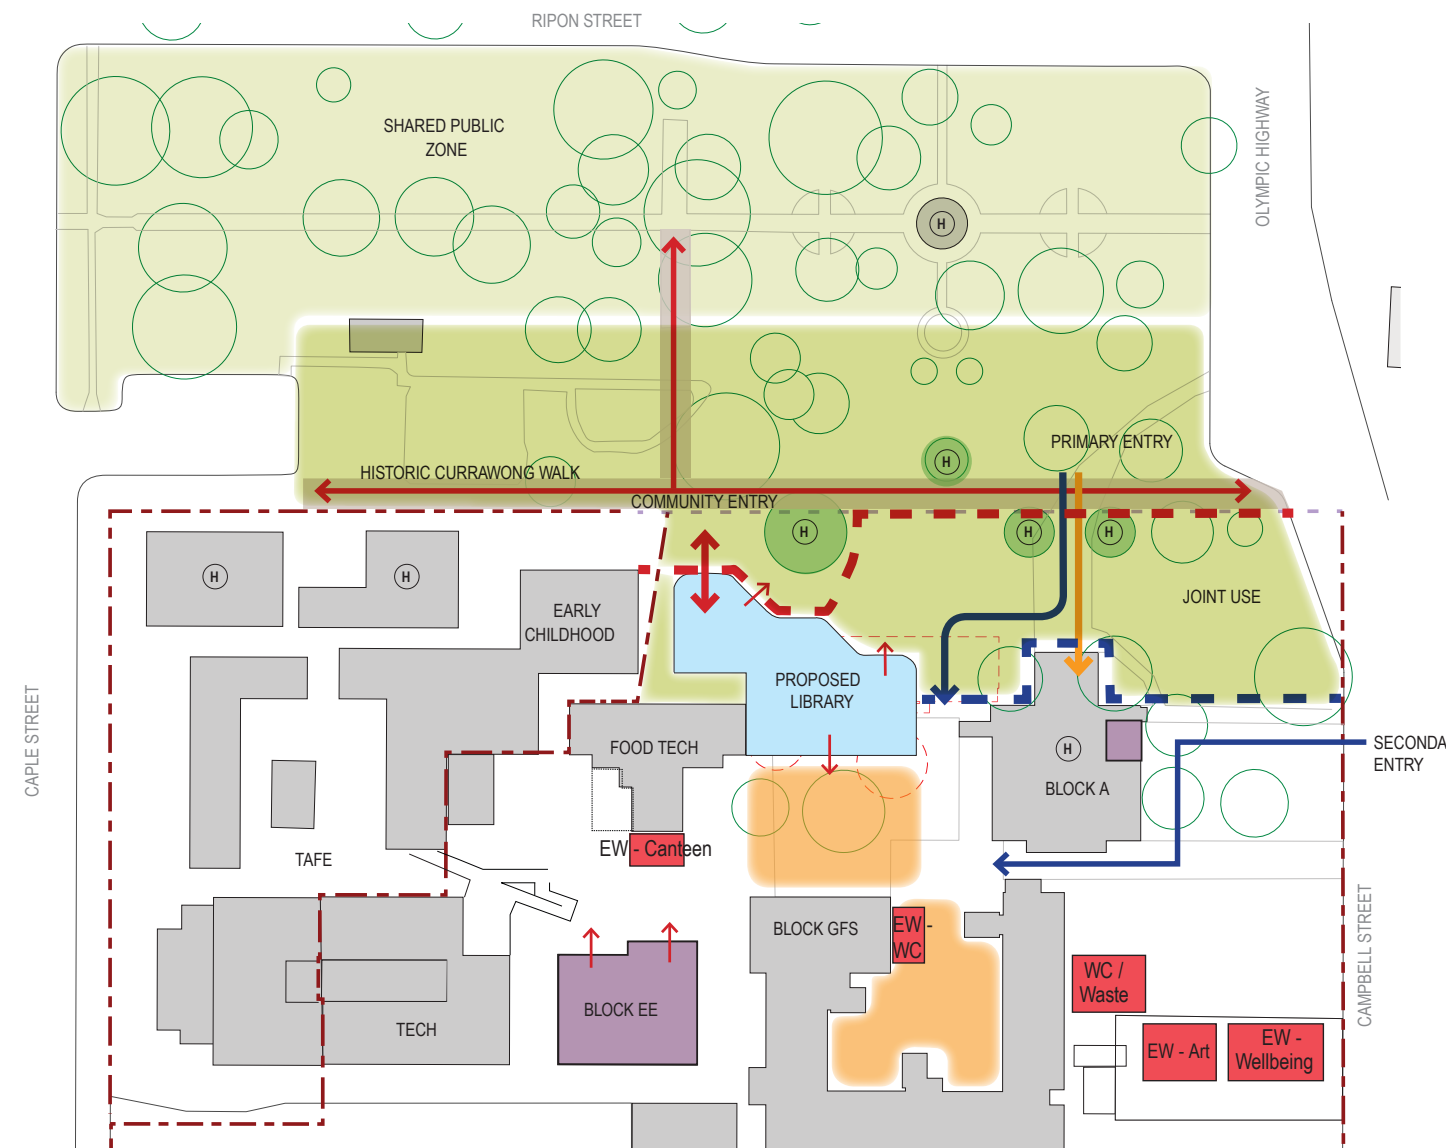 RIPON STREET
SHARED PUBLIC
ZONE
OLYMPIC HIGHWAY
H
PRIMARY ENTRY
H
HISTORIC CURRAWONG WALK
COMMUNITY ENTRY
H
H
H
H
H
JOINT USE
EARLY
CHILDHOOD
PROPOSED
LIBRARY
CAPLE STREET
FOOD TECH
H
SECONDA
ENTRY
BLOCK A
EW - Canteen
TAFE
BLOCK GFS
EW -
WC
CAMPBELL STREET
WC /
Waste
BLOCK EE
TECH
EW - Art
EW -
Wellbeing